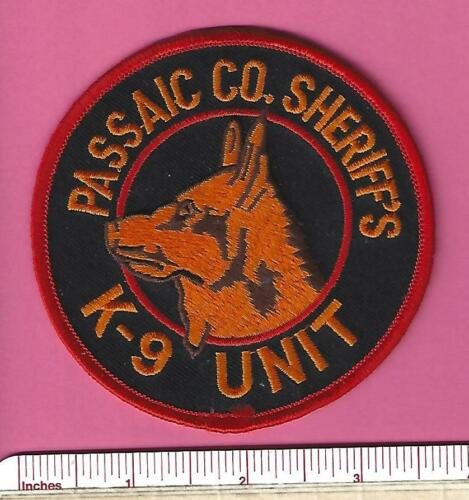 PASSAIC CO. SHERIFF'S
K-9 UNIT
Inches 1 2 3